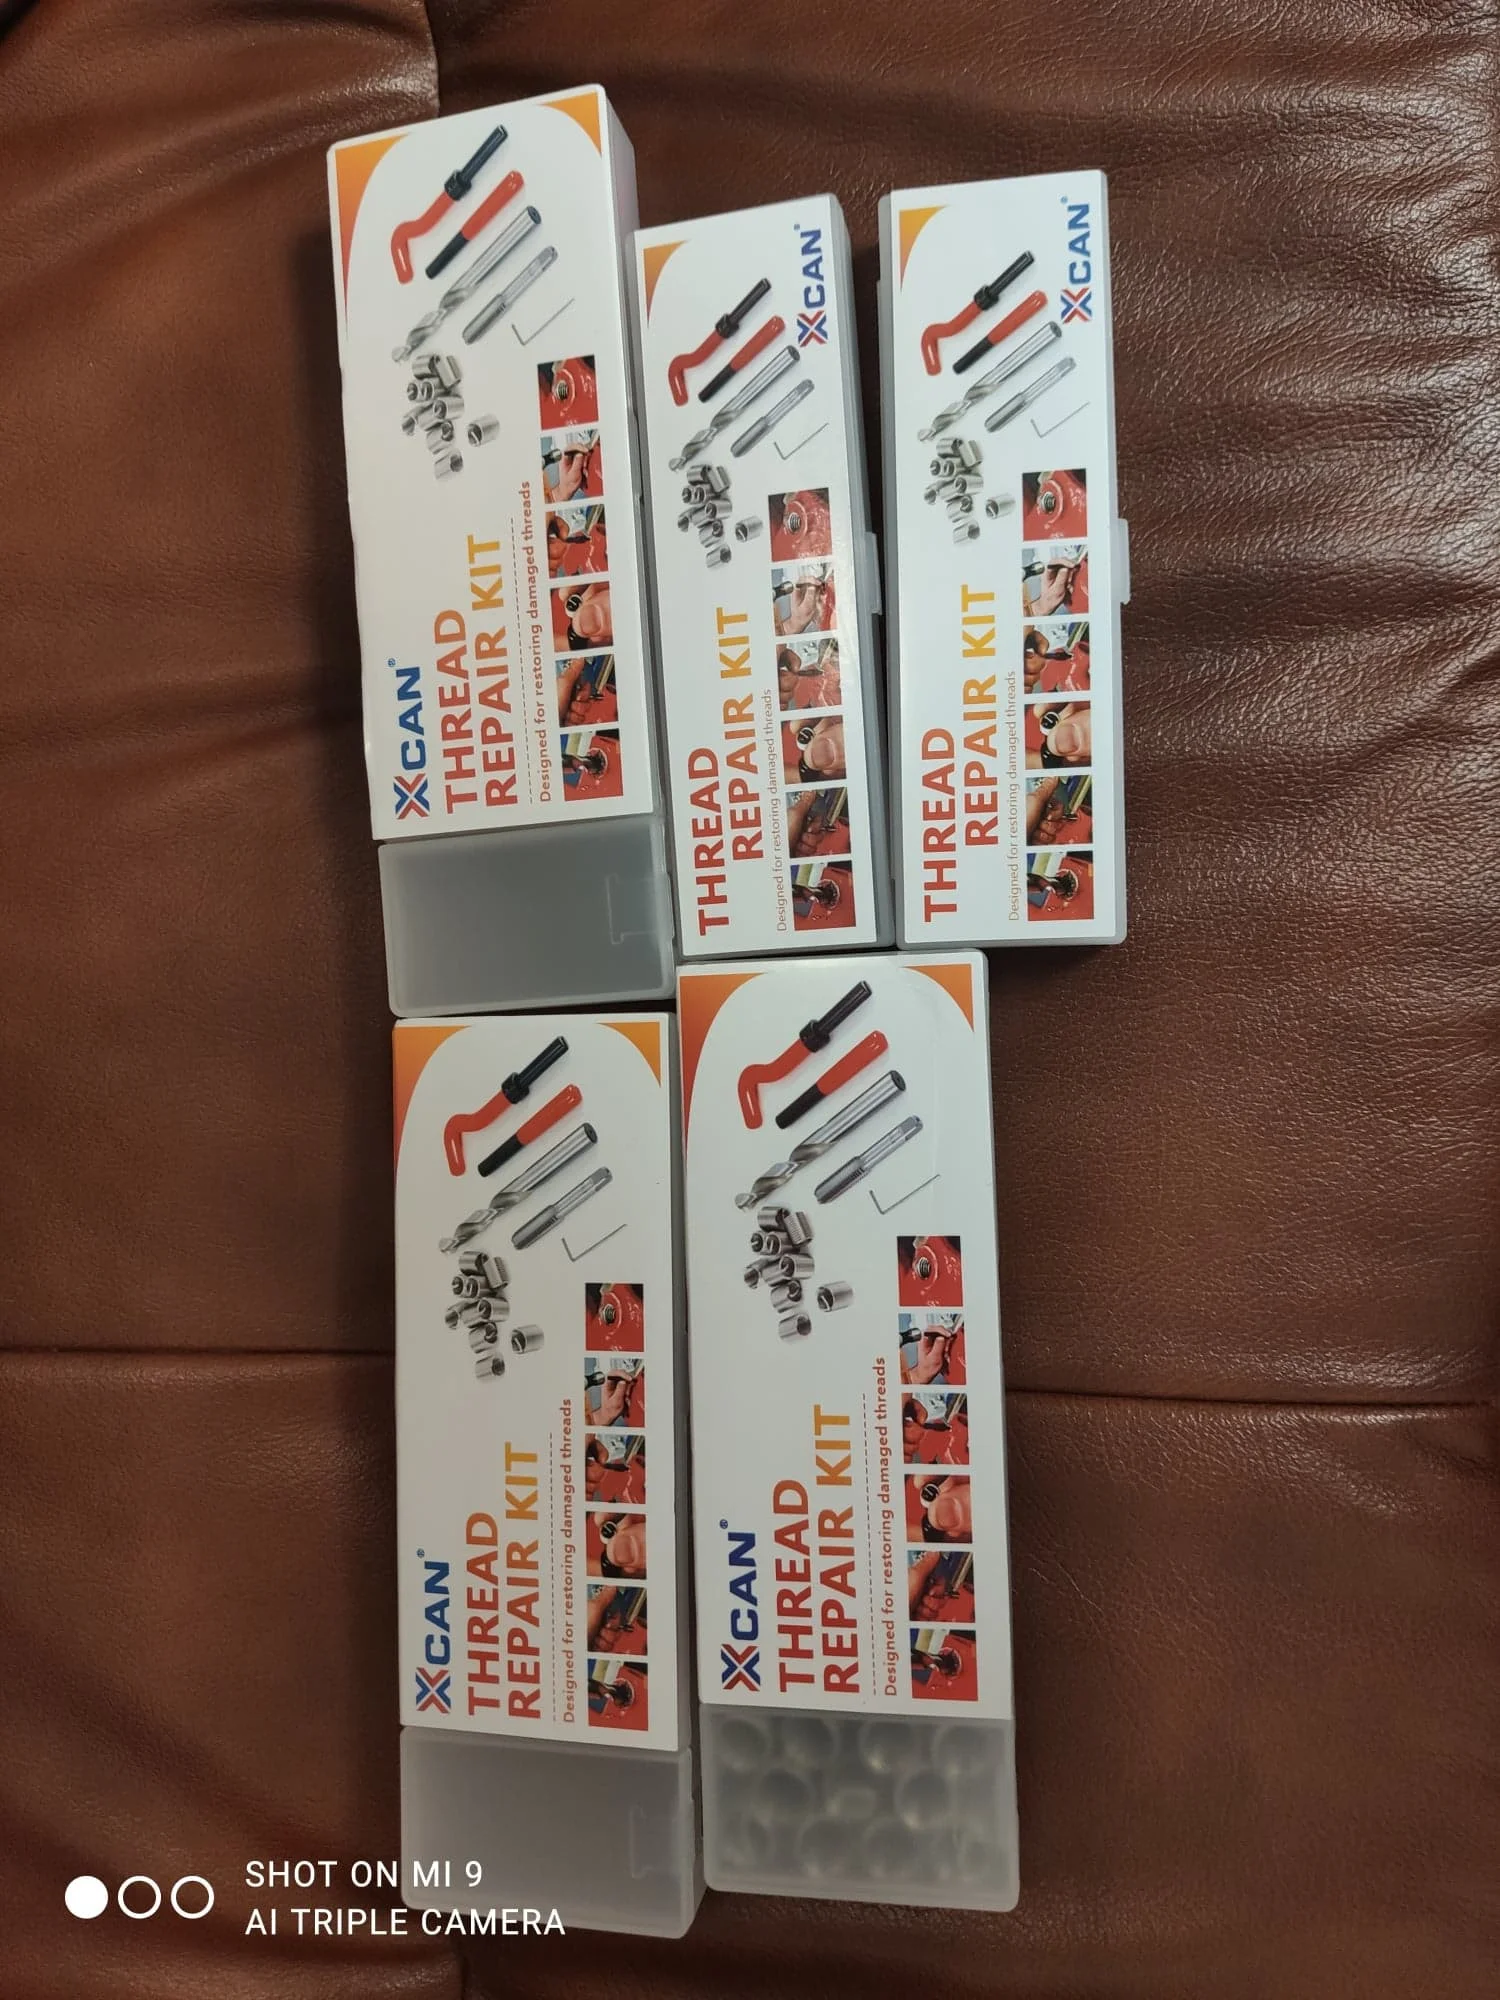 XCAN®
THREAD
REPAIR KIT
Designed for restoring damaged threads
XCAN®
THREAD
REPAIR KIT
Designed for restoring damaged threads
XCAN®
THREAD
REPAIR KIT
Designed for restoring damaged threads
XCAN®
THREAD
REPAIR KIT
Designed for restoring damaged threads
XCAN®
THREAD
REPAIR KIT
Designed for restoring damaged threads
SHOT ON MI 9
AI TRIPLE CAMERA